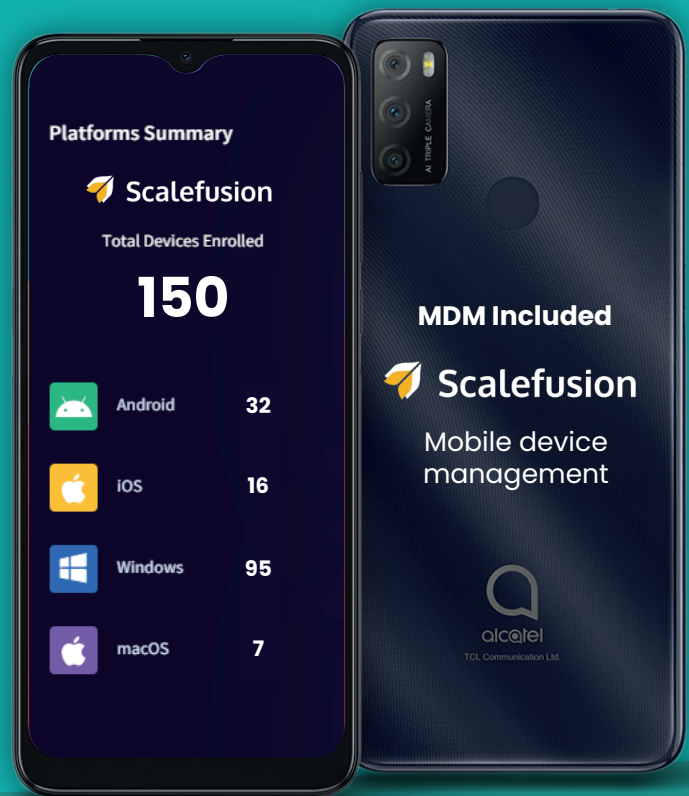 Platforms Summary
Scalefusion
Total Devices Enrolled
150
Android 32
iOS 16
Windows 95
macOS 7
AI TRIPLE CAMERA
MDM Included
Scalefusion
Mobile device
management
alcatel
TCL Communication Ltd.